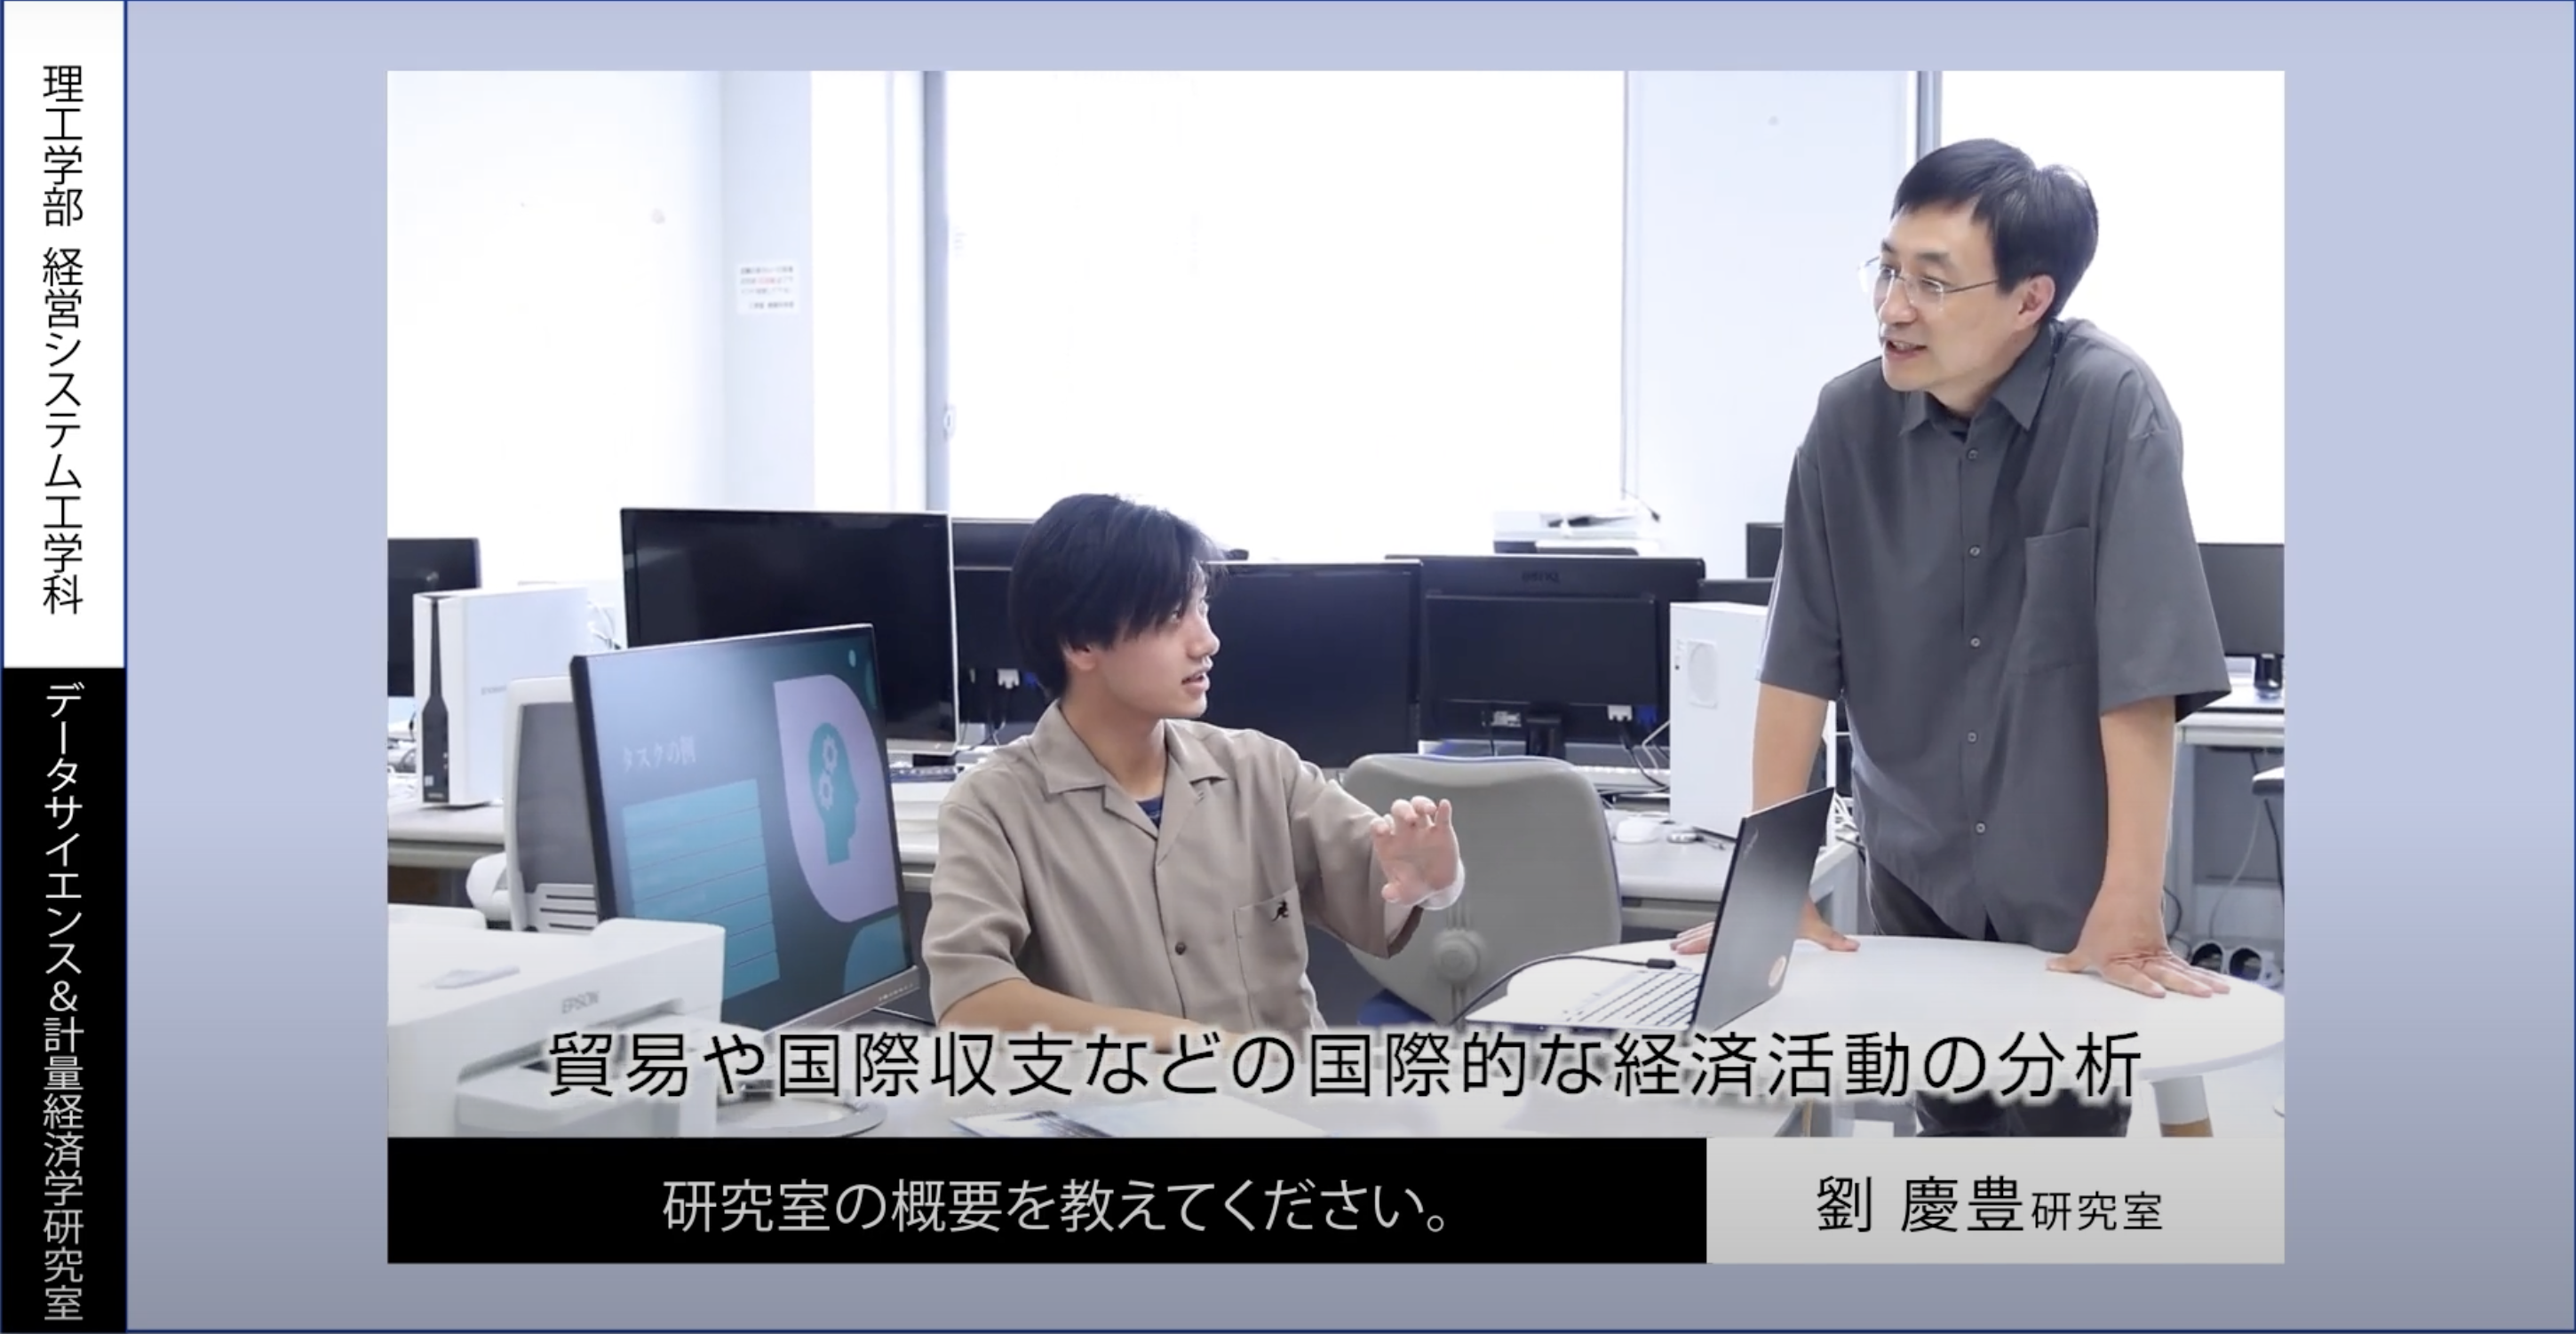 理工学部 経営システム工学科
データサイエンス&計量経済学研究室
タスクの例
EPSON
貿易や国際収支などの国際的な経済活動の分析
研究室の概要を教えてください。
劉 慶豊研究室